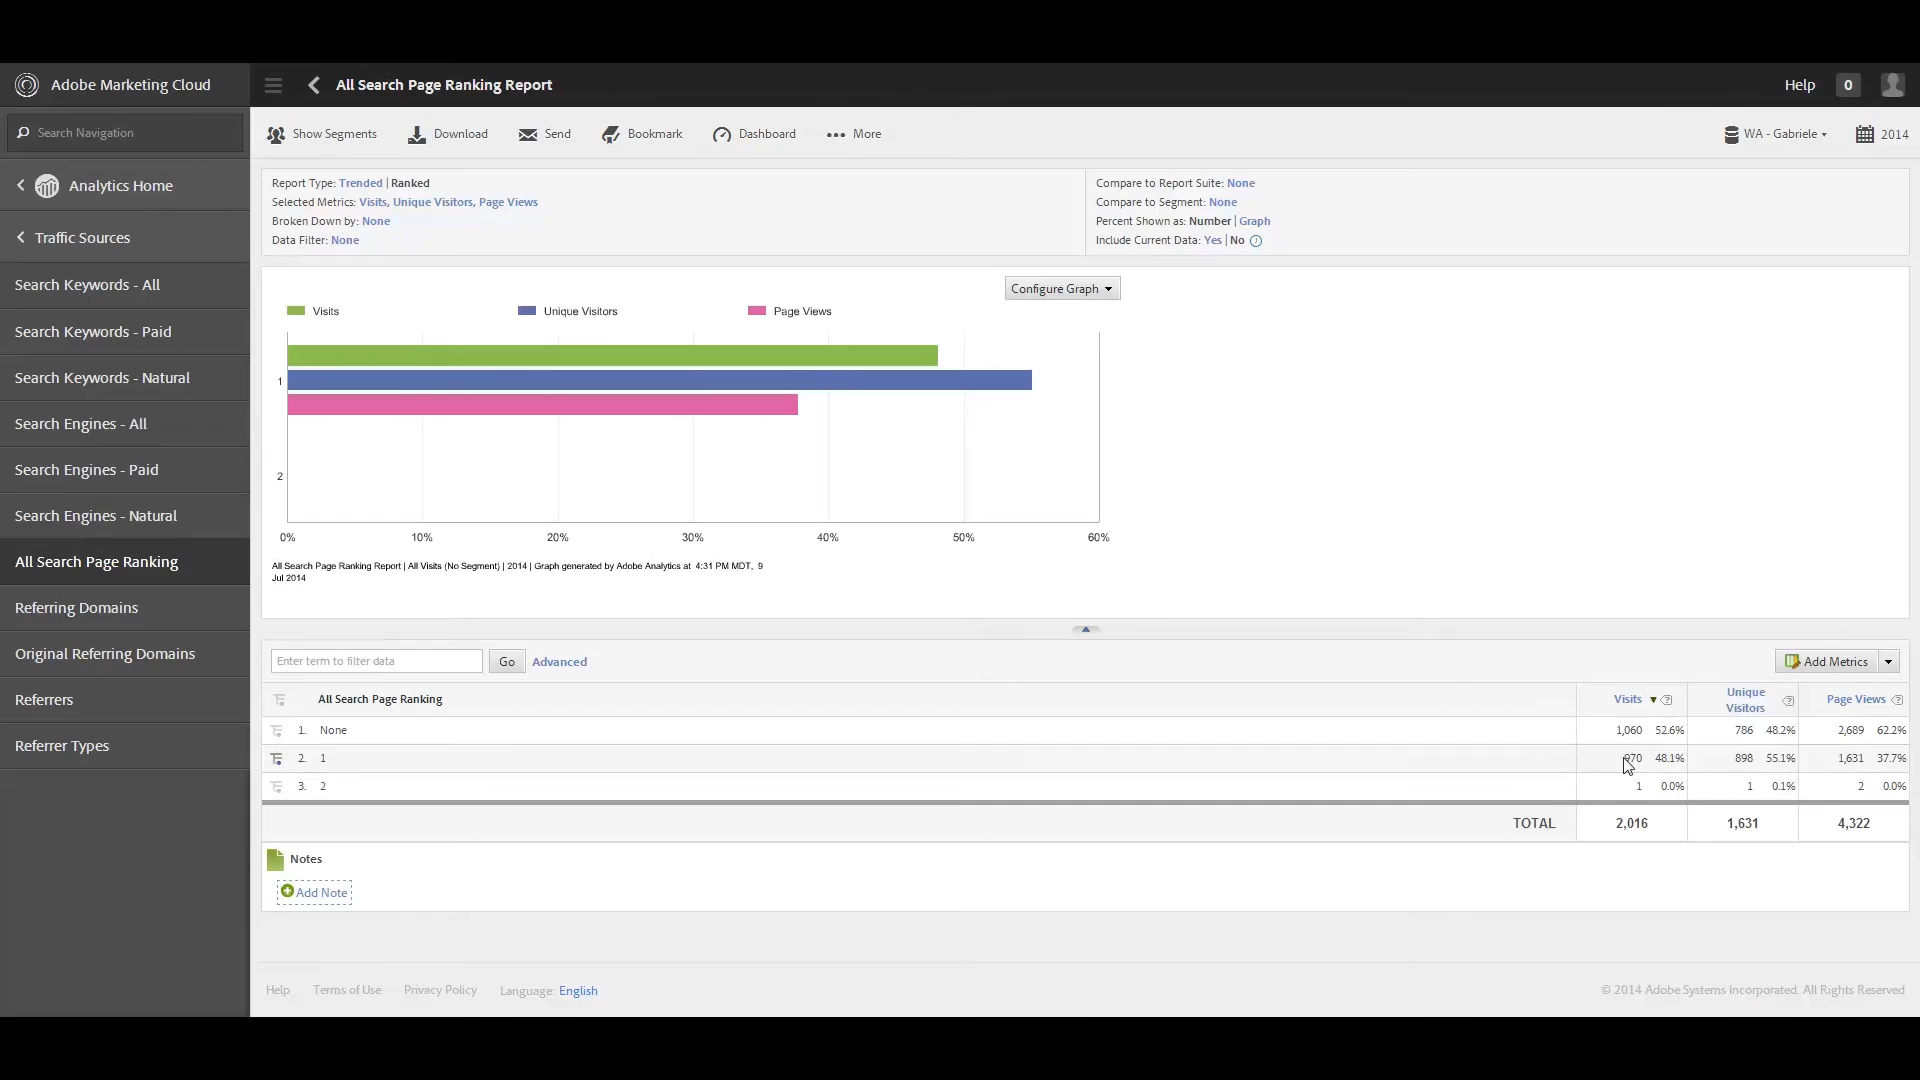 Adobe Marketing Cloud
All Search Page Ranking Report
Help 0
Search Navigation
Show Segments Download Send Bookmark Dashboard More
WA - Gabriele 2014
Analytics Home
Traffic Sources
Search Keywords - All
Search Keywords - Paid
Search Keywords - Natural
Search Engines - All
Search Engines - Paid
Search Engines - Natural
All Search Page Ranking
Referring Domains
Original Referring Domains
Referrers
Referrer Types
Report Type: Trended | Ranked
Selected Metrics: Visits, Unique Visitors, Page Views
Broken Down by: None
Data Filter: None
Compare to Report Suite: None
Compare to Segment: None
Percent Shown as: Number | Graph
Include Current Data: Yes | No
Configure Graph
Visits Unique Visitors Page Views
1
2
0% 10% 20% 30% 40% 50% 60%
All Search Page Ranking Report | All Visits (No Segment) | 2014 | Graph generated by Adobe Analytics at 4:31 PM MDT, 9
Jul 2014
Enter term to filter data Go Advanced
Add Metrics
All Search Page Ranking Visits Unique Visitors Page Views
1. None 1,060 52.6% 786 48.2% 2,689 62.2%
2. 1 970 48.1% 898 55.1% 1,631 37.7%
3. 2 1 0.0% 1 0.1% 2 0.0%
TOTAL 2,016 1,631 4,322
Notes
Add Note
Help Terms of Use Privacy Policy Language: English
© 2014 Adobe Systems Incorporated. All Rights Reserved